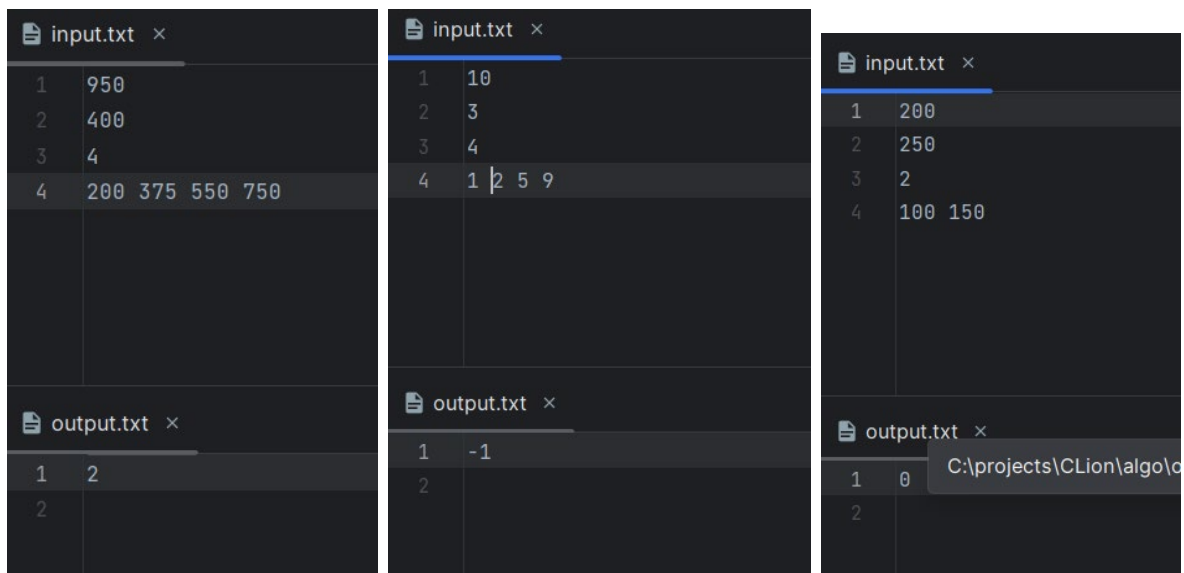 input.txt ×
1 950
2 400
3 4
4 200 375 550 750
output.txt ×
1 2
2
input.txt ×
1 10
2 3
3 4
4 1 2 5 9
output.txt ×
1 -1
2
input.txt ×
1 200
2 250
3 2
4 100 150
output.txt ×
1 0
C:\projects\CLion\algo\o
2